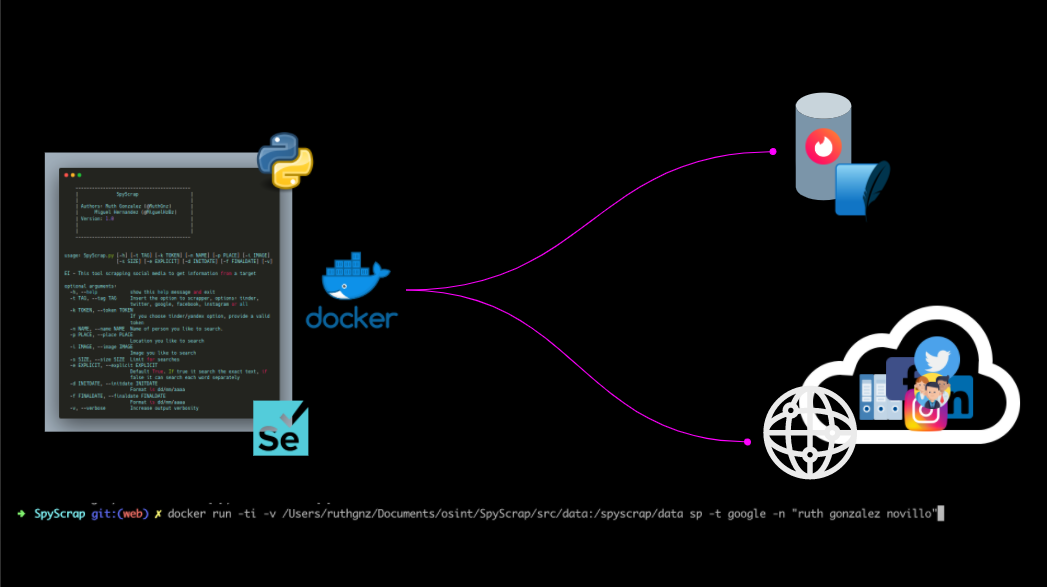 SpyScrap
Authors: Ruth Gonzalez (@RuthGnz)
Miguel Hernandez (@MiguelHzBz)
Version: 1.0
usage: SpyScrap.py [-h] [-t TAG] [-k TOKEN] [-n NAME] [-p PLACE] [-i IMAGE]
[-s SIZE] [-e EXPLICIT] [-d INITDATE] [-f FINALDATE] [-v]
EI - This tool scrapping social media to get information from a target
optional arguments:
-h, --help show this help message and exit
-t TAG, --tag TAG Insert the option to scrapper, options: tinder,
twitter, google, facebook, instagram or all
-k TOKEN, --token TOKEN
If you choose tinder/yandex option, provide a valid
token
-n NAME, --name NAME Name of person you like to search.
-p PLACE, --place PLACE
Location you like to search
-i IMAGE, --image IMAGE
Image you like to search
-s SIZE, --size SIZE Limit for searches
-e EXPLICIT, --explicit EXPLICIT
Default True. If true it search the exact text, if
false it can search each word separately
-d INITDATE, --initdate INITDATE
Format is dd/mm/aaaa
-f FINALDATE, --finaldate FINALDATE
Format is dd/mm/aaaa
-v, --verbose Increase output verbosity
Se
docker
f
in
➜ SpyScrap git:(web) ✗ docker run -ti -v /Users/ruthgnz/Documents/osint/SpyScrap/src/data:/spyscrap/data sp -t google -n "ruth gonzalez novillo"